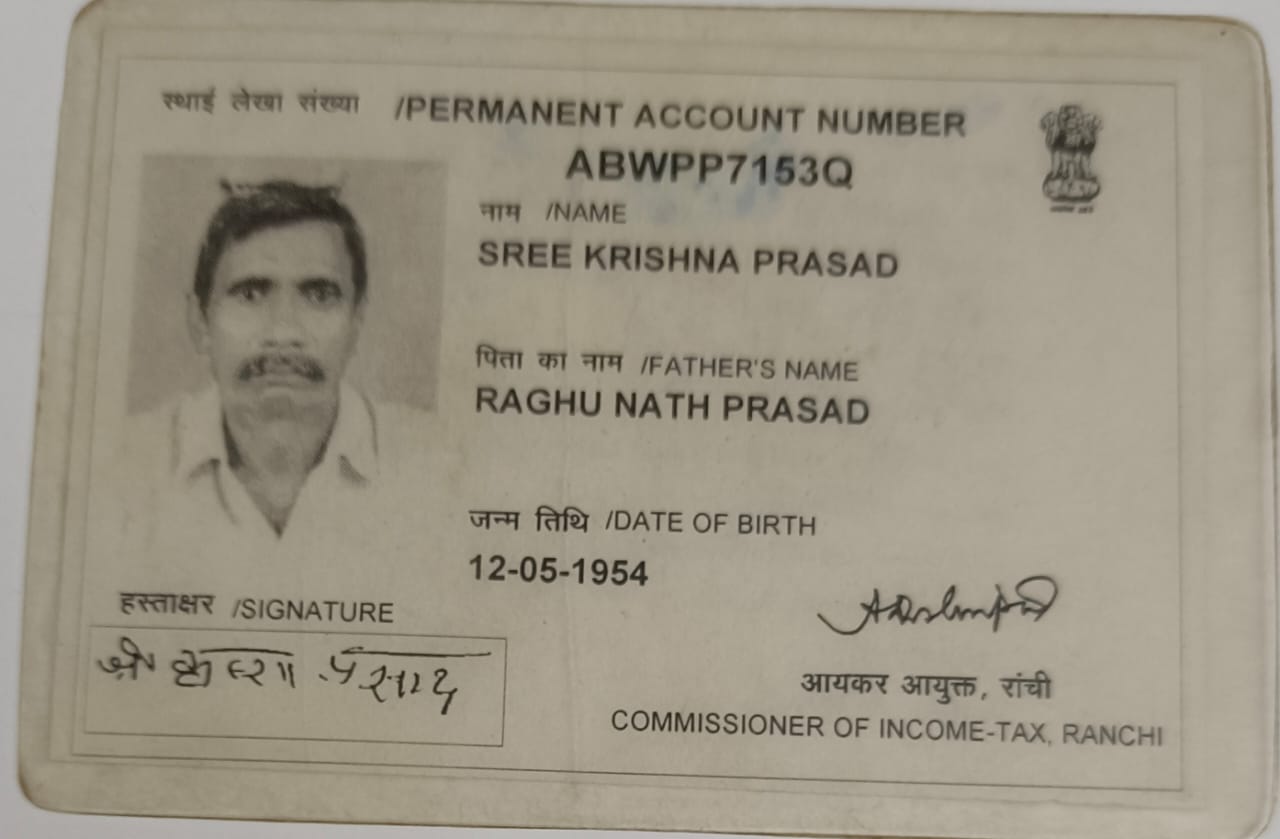 स्थाई लेखा संख्या /PERMANENT ACCOUNT NUMBER
ABWPP7153Q
नाम /NAME
SREE KRISHNA PRASAD
पिता का नाम /FATHER'S NAME
RAGHU NATH PRASAD
जन्म तिथि /DATE OF BIRTH
12-05-1954
हस्ताक्षर /SIGNATURE
श्री कृष्णा प्रसाद
आयकर आयुक्त, रांची
COMMISSIONER OF INCOME-TAX, RANCHI